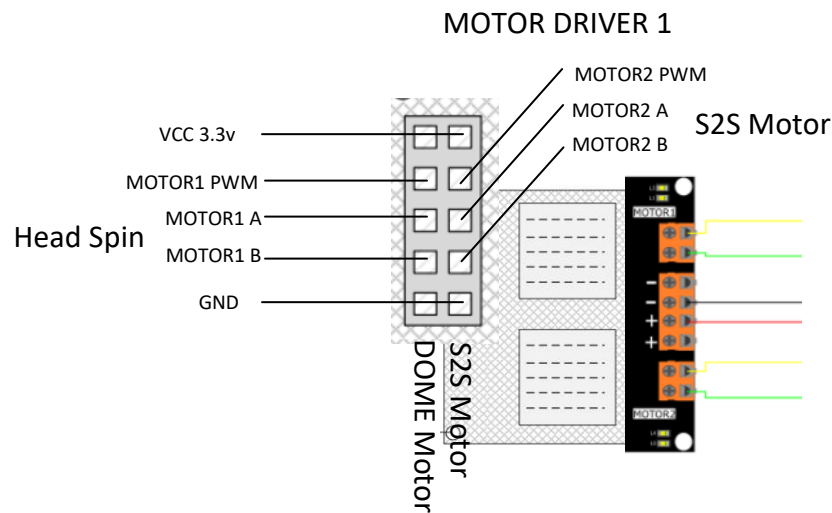 MOTOR DRIVER 1
MOTOR2 PWM
MOTOR2 A
S2S Motor
MOTOR2 B
VCC 3.3v
MOTOR1 PWM
MOTOR1 A
Head Spin
MOTOR1 B
GND
DOME Motor
S2S Motor
MOTOR1
-
-
+
+
MOTOR2